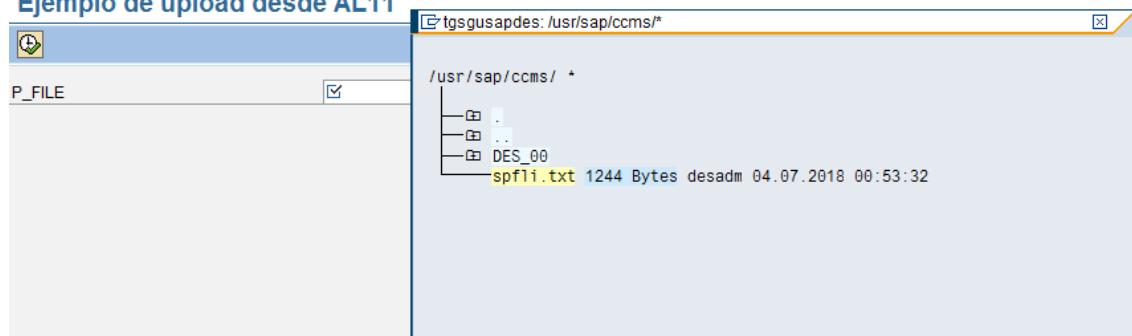 Ejemplo de upload desde AL11
tgsgusapdes: /usr/sap/ccms/*
P_FILE
/usr/sap/ccms/ *
.
..
DES_00
spfli.txt 1244 Bytes desadm 04.07.2018 00:53:32